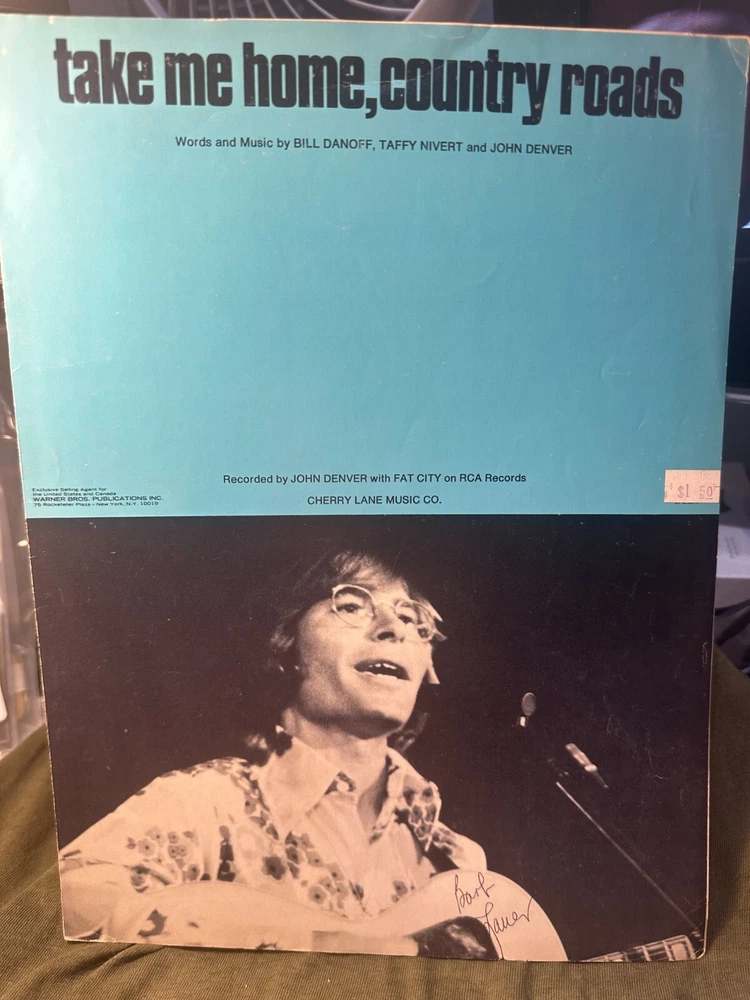 take me home, country roads
Words and Music by BILL DANOFF, TAFFY NIVERT and JOHN DENVER
Recorded by JOHN DENVER with FAT CITY on RCA Records
CHERRY LANE MUSIC CO.
Exclusive Selling Agent for
the United States and Canada
WARNER BROS. PUBLICATIONS INC.
75 Rockefeller Plaza • New York, N.Y. 10019
$1 50
Barb
Lauer